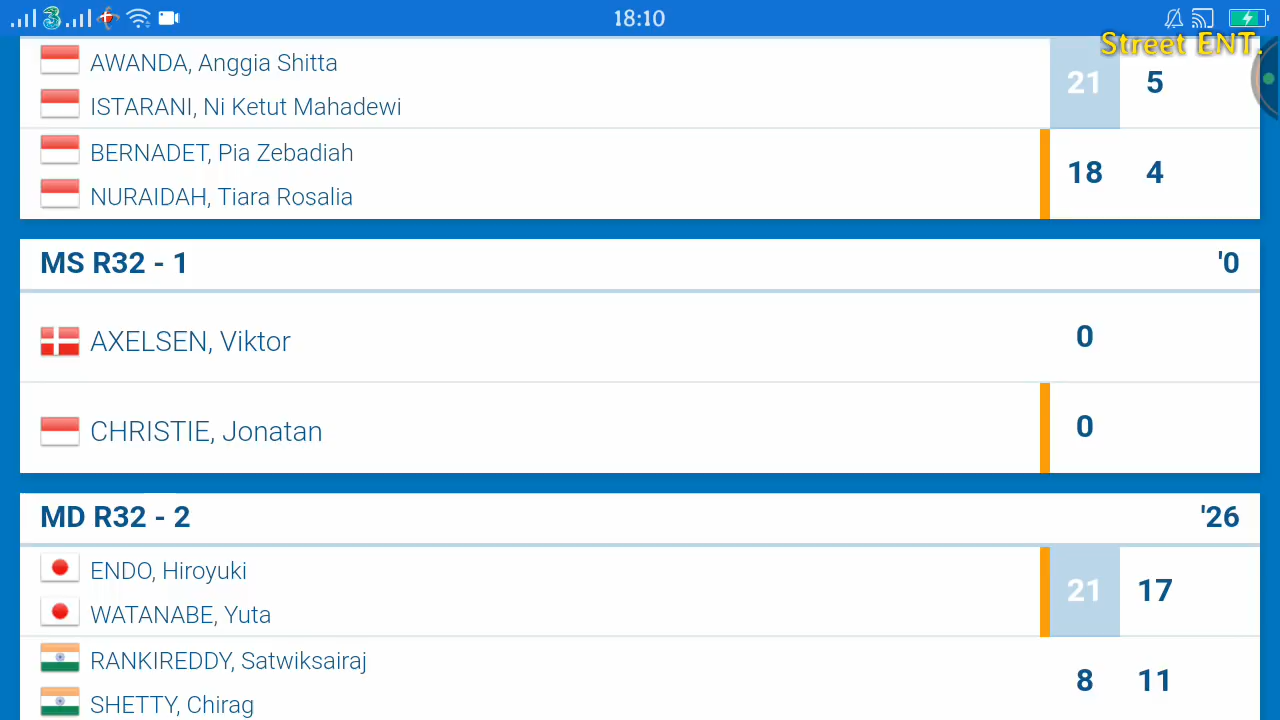 3 18:10
Street ENT.
AWANDA, Anggia Shitta 21 5
ISTARANI, Ni Ketut Mahadewi
BERNADET, Pia Zebadiah 18 4
NURAIDAH, Tiara Rosalia
MS R32 - 1 '0
AXELSEN, Viktor 0
CHRISTIE, Jonatan 0
MD R32 - 2 '26
ENDO, Hiroyuki 21 17
WATANABE, Yuta
RANKIREDDY, Satwiksairaj 8 11
SHETTY, Chirag